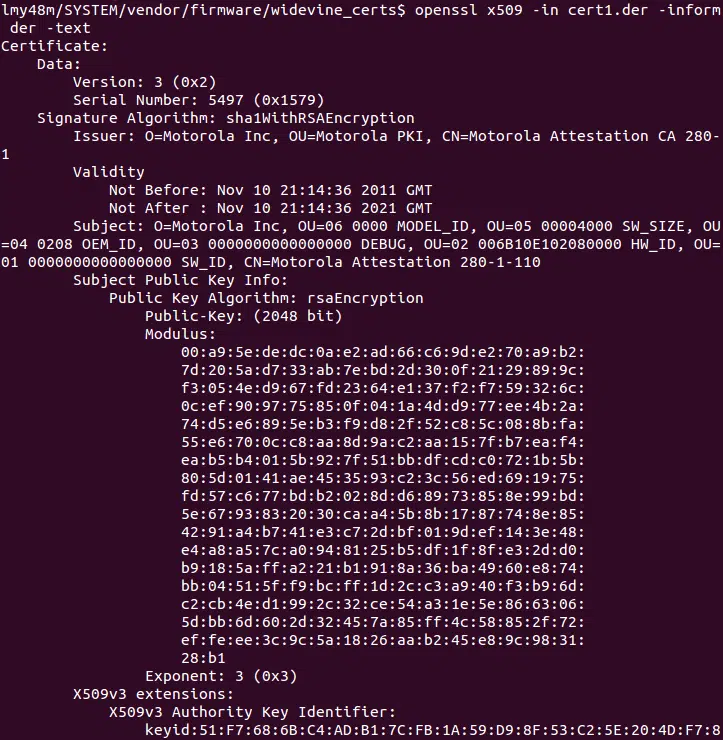 lmy48m/SYSTEM/vendor/firmware/widevine_certs$ openssl x509 -in cert1.der -inform
der -text
Certificate:
Data:
Version: 3 (0x2)
Serial Number: 5497 (0x1579)
Signature Algorithm: sha1WithRSAEncryption
Issuer: O=Motorola Inc, OU=Motorola PKI, CN=Motorola Attestation CA 280-
1
Validity
Not Before: Nov 10 21:14:36 2011 GMT
Not After : Nov 10 21:14:36 2021 GMT
Subject: O=Motorola Inc, OU=06 0000 MODEL_ID, OU=05 00004000 SW_SIZE, OU
=04 0208 OEM_ID, OU=03 0000000000000000 DEBUG, OU=02 006B10E102080000 HW_ID, OU=
01 0000000000000000 SW_ID, CN=Motorola Attestation 280-1-110
Subject Public Key Info:
Public Key Algorithm: rsaEncryption
Public-Key: (2048 bit)
Modulus:
00:a9:5e:de:dc:0a:e2:ad:66:c6:9d:e2:70:a9:b2:
7d:20:5a:d7:33:ab:7e:bd:2d:30:0f:21:29:89:9c:
f3:05:4e:d9:67:fd:23:64:e1:37:f2:f7:59:32:6c:
0c:ef:90:97:75:85:0f:04:1a:4d:d9:77:ee:4b:2a:
74:d5:e6:89:5e:b3:f9:d8:2f:52:c8:5c:08:8b:fa:
55:e6:70:0c:c8:aa:8d:9a:c2:aa:15:7f:b7:ea:f4:
ea:b5:b4:01:5b:92:7f:51:bb:df:cd:c0:72:1b:5b:
80:5d:01:41:ae:45:35:93:c2:3c:56:ed:69:19:75:
fd:57:c6:77:bd:b2:02:8d:d6:89:73:85:8e:99:bd:
5e:67:93:83:20:30:ca:a4:5b:8b:17:87:74:8e:85:
42:91:a4:b7:41:e3:c7:2d:bf:01:9d:ef:14:3e:48:
e4:a8:a5:7c:a0:94:81:25:b5:df:1f:8f:e3:2d:d0:
b9:18:5a:ff:a2:21:b1:91:8a:36:ba:49:60:e8:74:
bb:04:51:5f:f9:bc:ff:1d:2c:c3:a9:40:f3:b9:6d:
c2:cb:4e:d1:99:2c:32:ce:54:a3:1e:5e:86:63:06:
5d:bb:6d:60:2d:32:45:7a:85:ff:4c:58:85:2f:72:
ef:fe:ee:3c:9c:5a:18:26:aa:b2:45:e8:9c:98:31:
28:b1
Exponent: 3 (0x3)
X509v3 extensions:
X509v3 Authority Key Identifier:
keyid:51:F7:68:6B:C4:AD:B1:7C:FB:1A:59:D9:8F:53:C2:5E:20:4D:F7:8